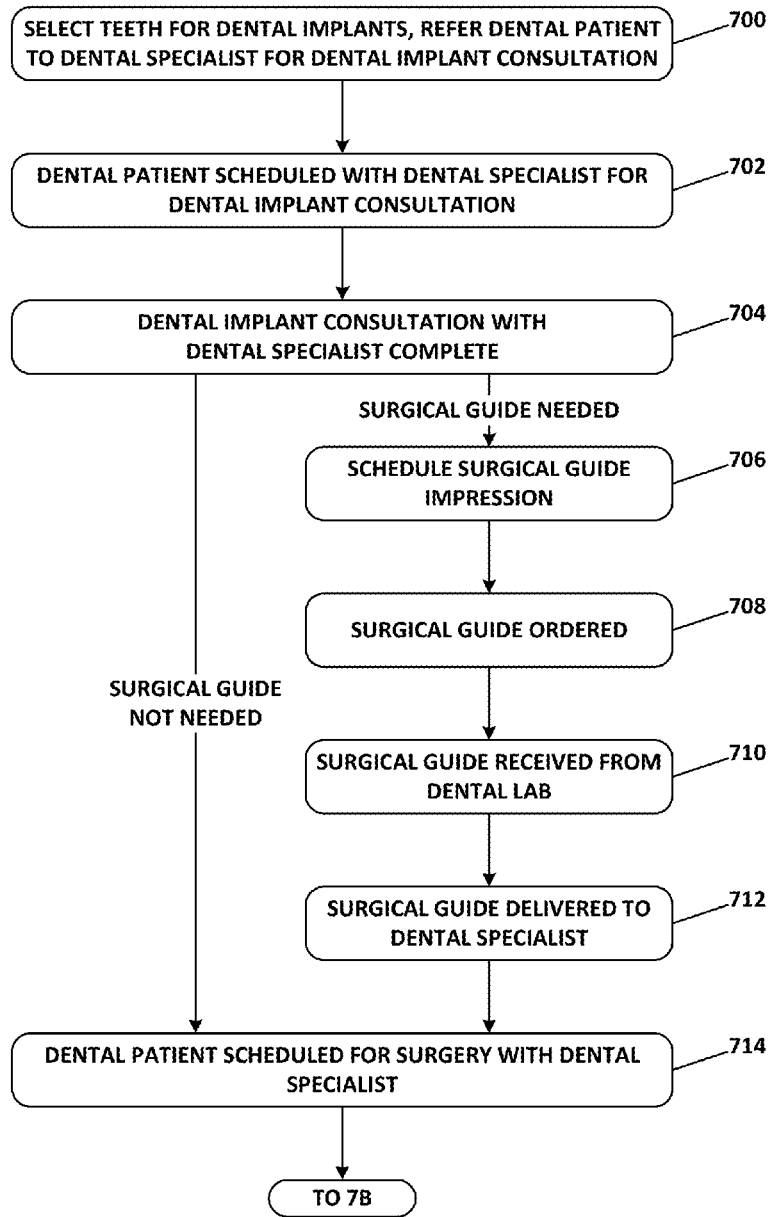 SELECT TEETH FOR DENTAL IMPLANTS, REFER DENTAL PATIENT
TO DENTAL SPECIALIST FOR DENTAL IMPLANT CONSULTATION
700
DENTAL PATIENT SCHEDULED WITH DENTAL SPECIALIST FOR
DENTAL IMPLANT CONSULTATION
702
DENTAL IMPLANT CONSULTATION WITH
DENTAL SPECIALIST COMPLETE
704
SURGICAL GUIDE NEEDED
SCHEDULE SURGICAL GUIDE
IMPRESSION
706
SURGICAL GUIDE ORDERED
708
SURGICAL GUIDE
NOT NEEDED
SURGICAL GUIDE RECEIVED FROM
DENTAL LAB
710
SURGICAL GUIDE DELIVERED TO
DENTAL SPECIALIST
712
DENTAL PATIENT SCHEDULED FOR SURGERY WITH DENTAL
SPECIALIST
714
TO 7B